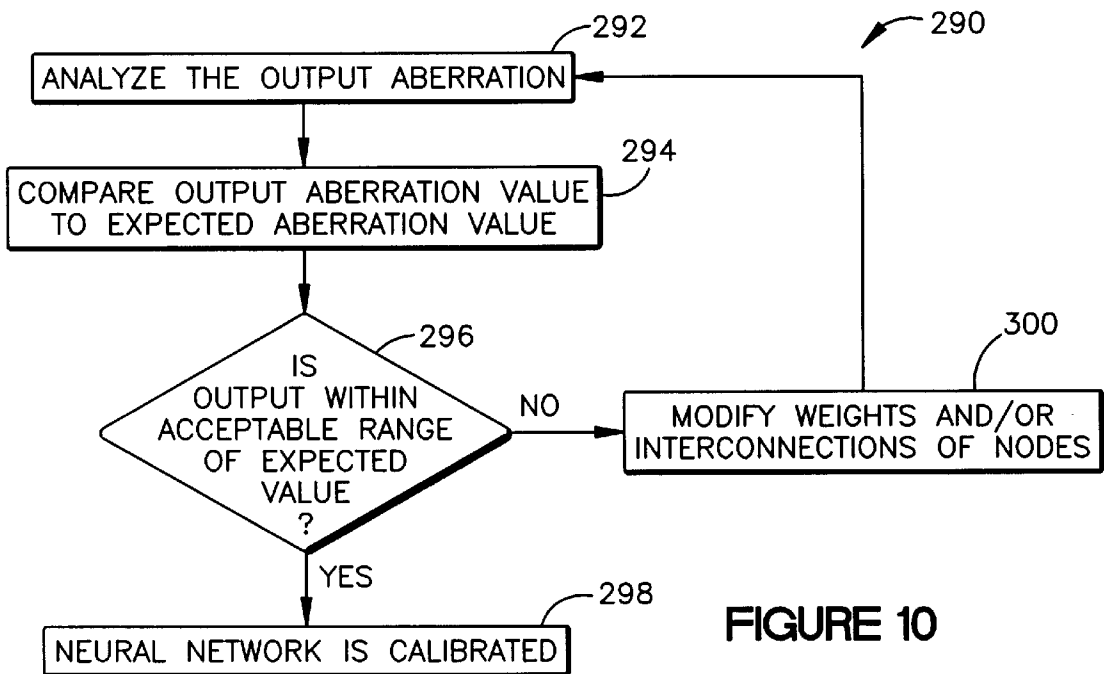 292
290
ANALYZE THE OUTPUT ABERRATION
294
COMPARE OUTPUT ABERRATION VALUE
TO EXPECTED ABERRATION VALUE
296
IS
OUTPUT WITHIN
ACCEPTABLE RANGE
OF EXPECTED
VALUE
?
NO
300
MODIFY WEIGHTS AND/OR
INTERCONNECTIONS OF NODES
YES
298
NEURAL NETWORK IS CALIBRATED
FIGURE 10